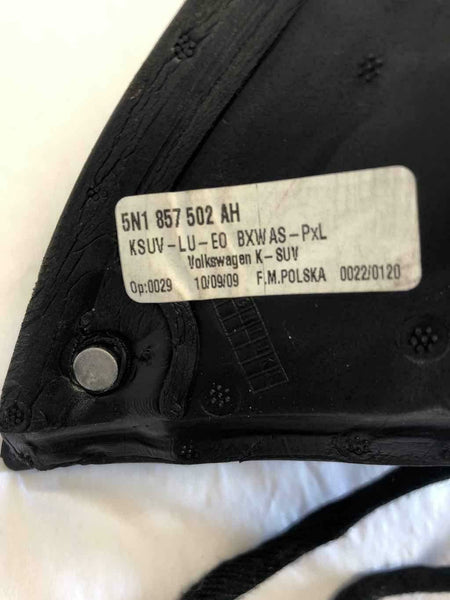 5N1 857 502 AH
KSUV-LU-EO BXWAS-PxL
Volkswagen K-SUV
Op:0029 10/09/09 F.M.POLSKA 0022/0120